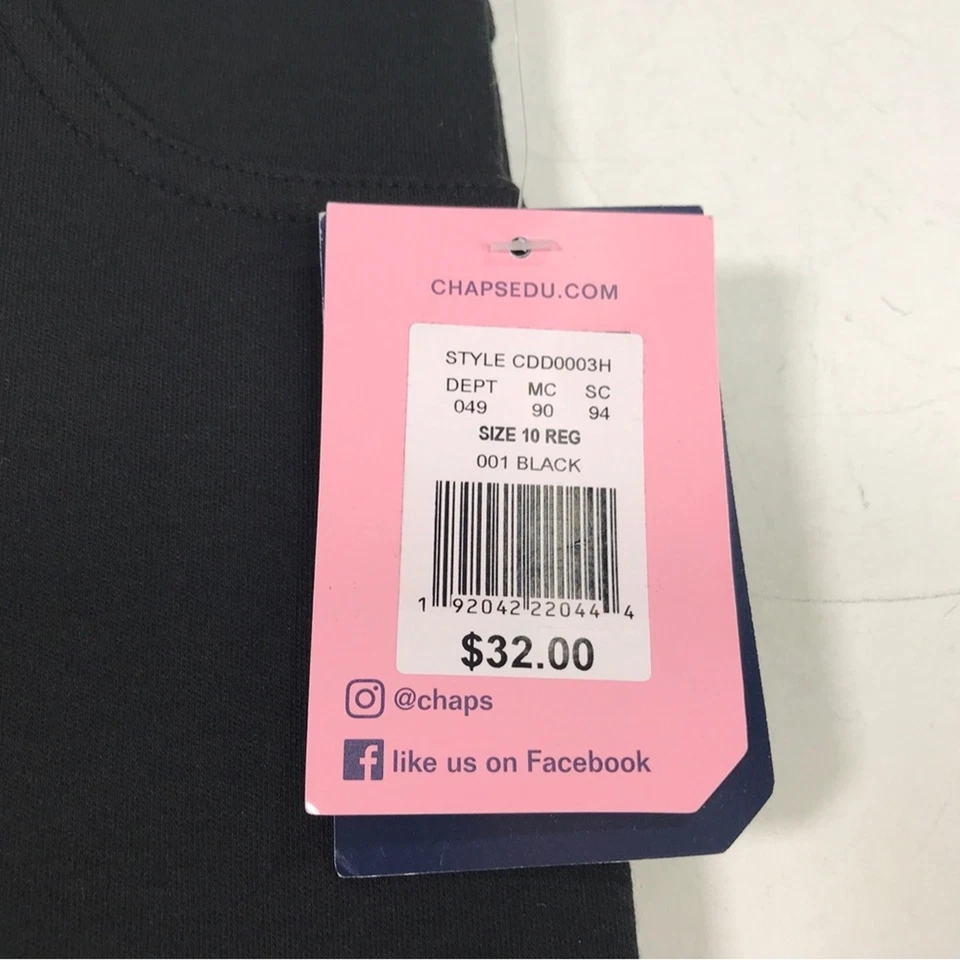 CHAPSEDU.COM
STYLE CDD0003H
DEPT MC SC
049 90 94
SIZE 10 REG
001 BLACK
1 92042 22044 4
$32.00
@chaps
like us on Facebook